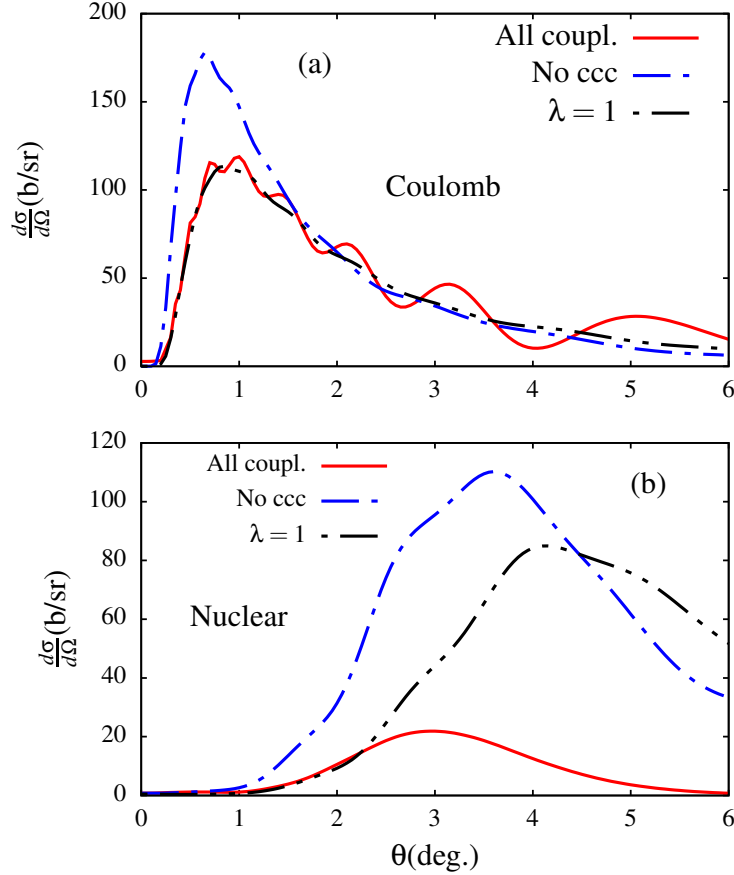 200
150
100
50
0
dσ/dΩ(b/sr)
(a)
All coupl.
No ccc
λ = 1
Coulomb
0 1 2 3 4 5 6
120
100
80
60
40
20
0
dσ/dΩ(b/sr)
All coupl.
No ccc
λ = 1
(b)
Nuclear
0 1 2 3 4 5 6
θ(deg.)